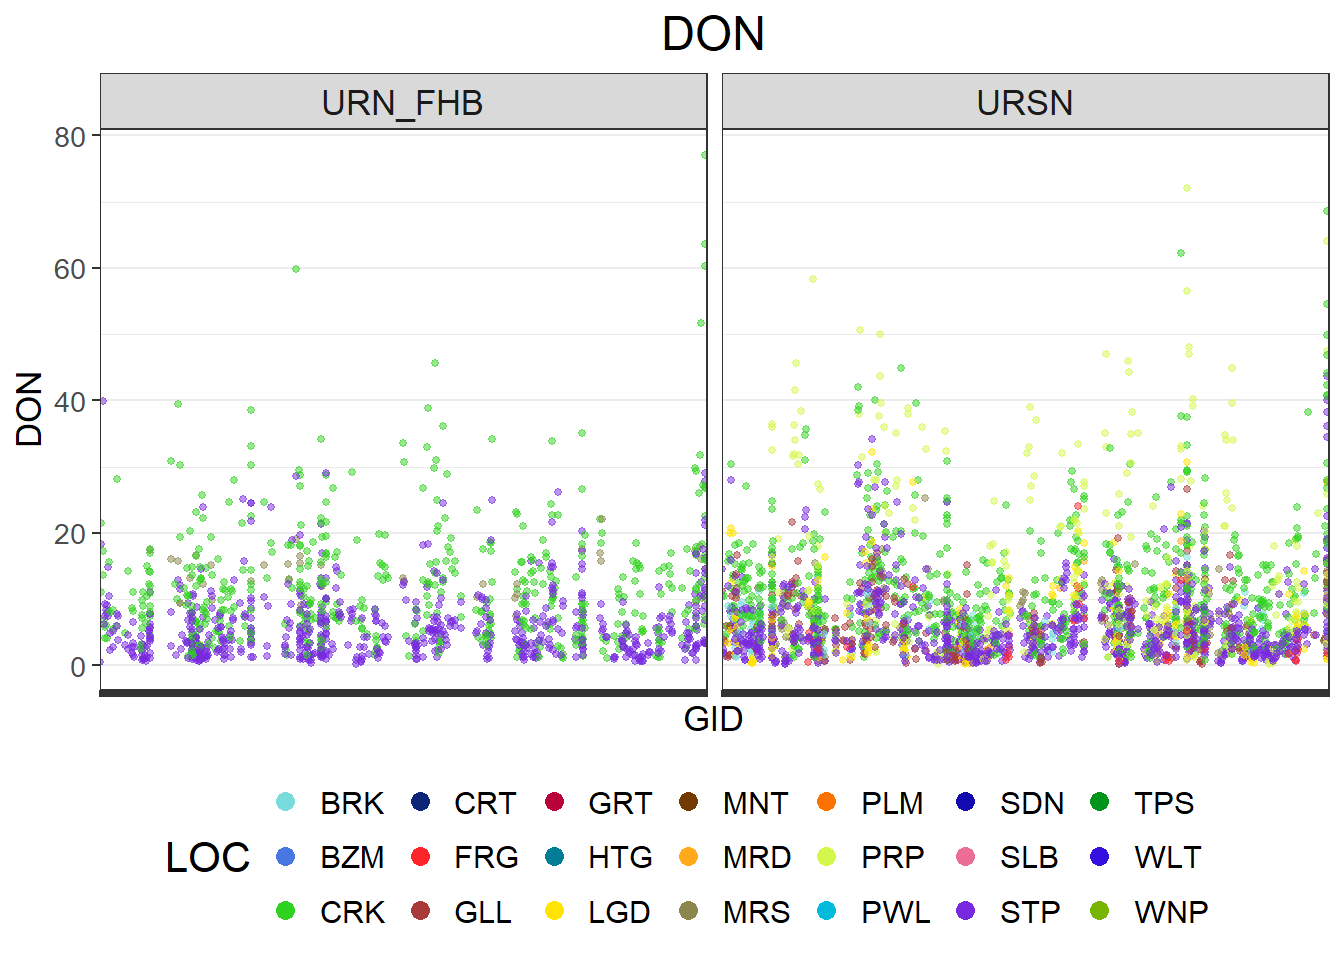 DON
URN_FHB URSN
80
60
40
20
0
DON
GID
LOC
BRK CRT GRT MNT PLM SDN TPS
BZM FRG HTG MRD PRP SLB WLT
CRK GLL LGD MRS PWL STP WNP